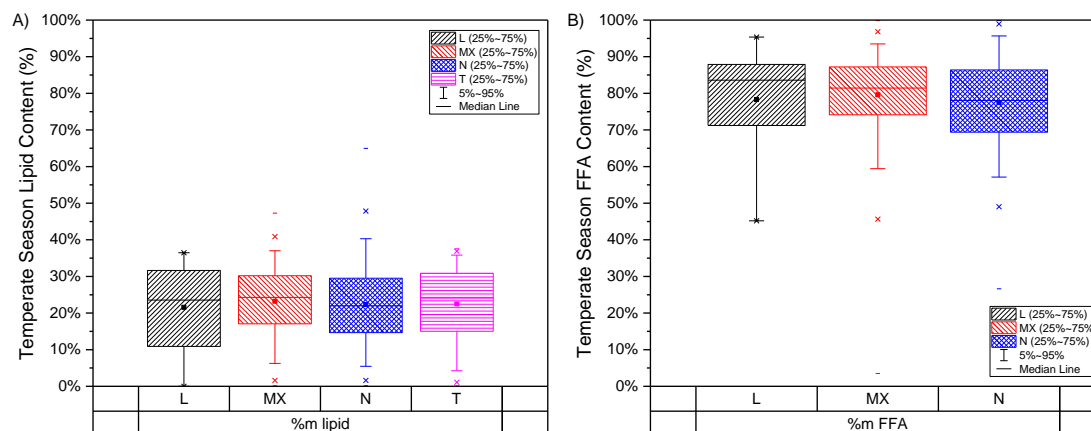 A)
Temperate Season Lipid Content (%)
100%
90%
80%
70%
60%
50%
40%
30%
20%
10%
0%
L (25%~75%)
MX (25%~75%)
N (25%~75%)
T (25%~75%)
5%~95%
Median Line
L MX N T
%m lipid
B)
Temperate Season FFA Content (%)
100%
90%
80%
70%
60%
50%
40%
30%
20%
10%
0%
L (25%~75%)
MX (25%~75%
N (25%~75%)
5%~95%
Median Line
L MX N
%m FFA